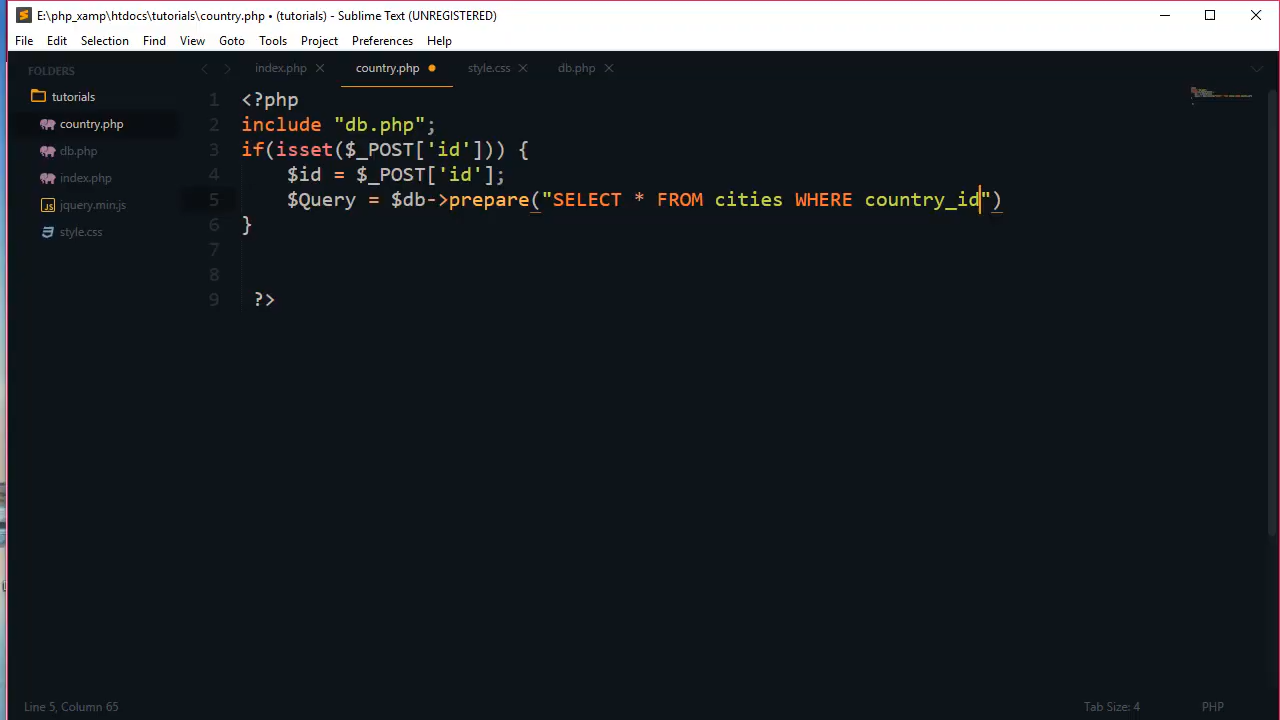 E:\php_xamp\htdocs\tutorials\country.php • (tutorials) - Sublime Text (UNREGISTERED)
File Edit Selection Find View Goto Tools Project Preferences Help
FOLDERS
tutorials
country.php
db.php
index.php
jquery.min.js
style.css
index.php country.php style.css db.php
1 <?php
2 include "db.php";
3 if(isset($_POST['id'])) {
4 $id = $_POST['id'];
5 $Query = $db->prepare("SELECT * FROM cities WHERE country_id")
6 }
7
8
9 ?>
Line 5, Column 65 Tab Size: 4 PHP